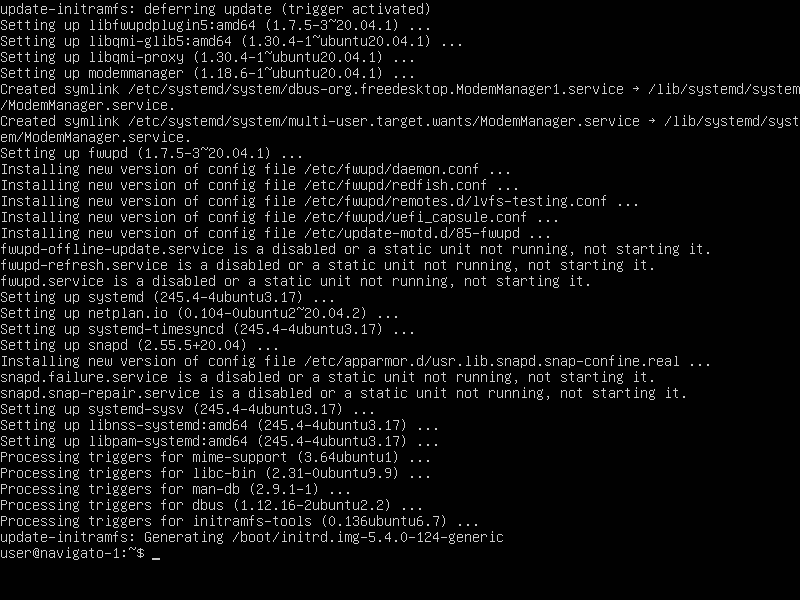 update-initramfs: deferring update (trigger activated)
Setting up libfwupdplugin5:amd64 (1.7.5-3~20.04.1) ...
Setting up libqmi-glib5:amd64 (1.30.4-1~ubuntu20.04.1) ...
Setting up libqmi-proxy (1.30.4-1~ubuntu20.04.1) ...
Setting up modemmanager (1.18.6-1~ubuntu20.04.1) ...
Created symlink /etc/systemd/system/dbus-org.freedesktop.ModemManager1.service → /lib/systemd/system
/ModemManager.service.
Created symlink /etc/systemd/system/multi-user.target.wants/ModemManager.service → /lib/systemd/syst
em/ModemManager.service.
Setting up fwupd (1.7.5-3~20.04.1) ...
Installing new version of config file /etc/fwupd/daemon.conf ...
Installing new version of config file /etc/fwupd/redfish.conf ...
Installing new version of config file /etc/fwupd/remotes.d/lvfs-testing.conf ...
Installing new version of config file /etc/fwupd/uefi_capsule.conf ...
Installing new version of config file /etc/update-motd.d/85-fwupd ...
fwupd-offline-update.service is a disabled or a static unit not running, not starting it.
fwupd-refresh.service is a disabled or a static unit not running, not starting it.
fwupd.service is a disabled or a static unit not running, not starting it.
Setting up systemd (245.4-4ubuntu3.17) ...
Setting up netplan.io (0.104-0ubuntu2~20.04.2) ...
Setting up systemd-timesyncd (245.4-4ubuntu3.17) ...
Setting up snapd (2.55.5+20.04) ...
Installing new version of config file /etc/apparmor.d/usr.lib.snapd.snap-confine.real ...
snapd.failure.service is a disabled or a static unit not running, not starting it.
snapd.snap-repair.service is a disabled or a static unit not running, not starting it.
Setting up systemd-sysv (245.4-4ubuntu3.17) ...
Setting up libnss-systemd:amd64 (245.4-4ubuntu3.17) ...
Setting up libpam-systemd:amd64 (245.4-4ubuntu3.17) ...
Processing triggers for mime-support (3.64ubuntu1) ...
Processing triggers for libc-bin (2.31-0ubuntu9.9) ...
Processing triggers for man-db (2.9.1-1) ...
Processing triggers for dbus (1.12.16-2ubuntu2.2) ...
Processing triggers for initramfs-tools (0.136ubuntu6.7) ...
update-initramfs: Generating /boot/initrd.img-5.4.0-124-generic
user@navigato-1:~$ _